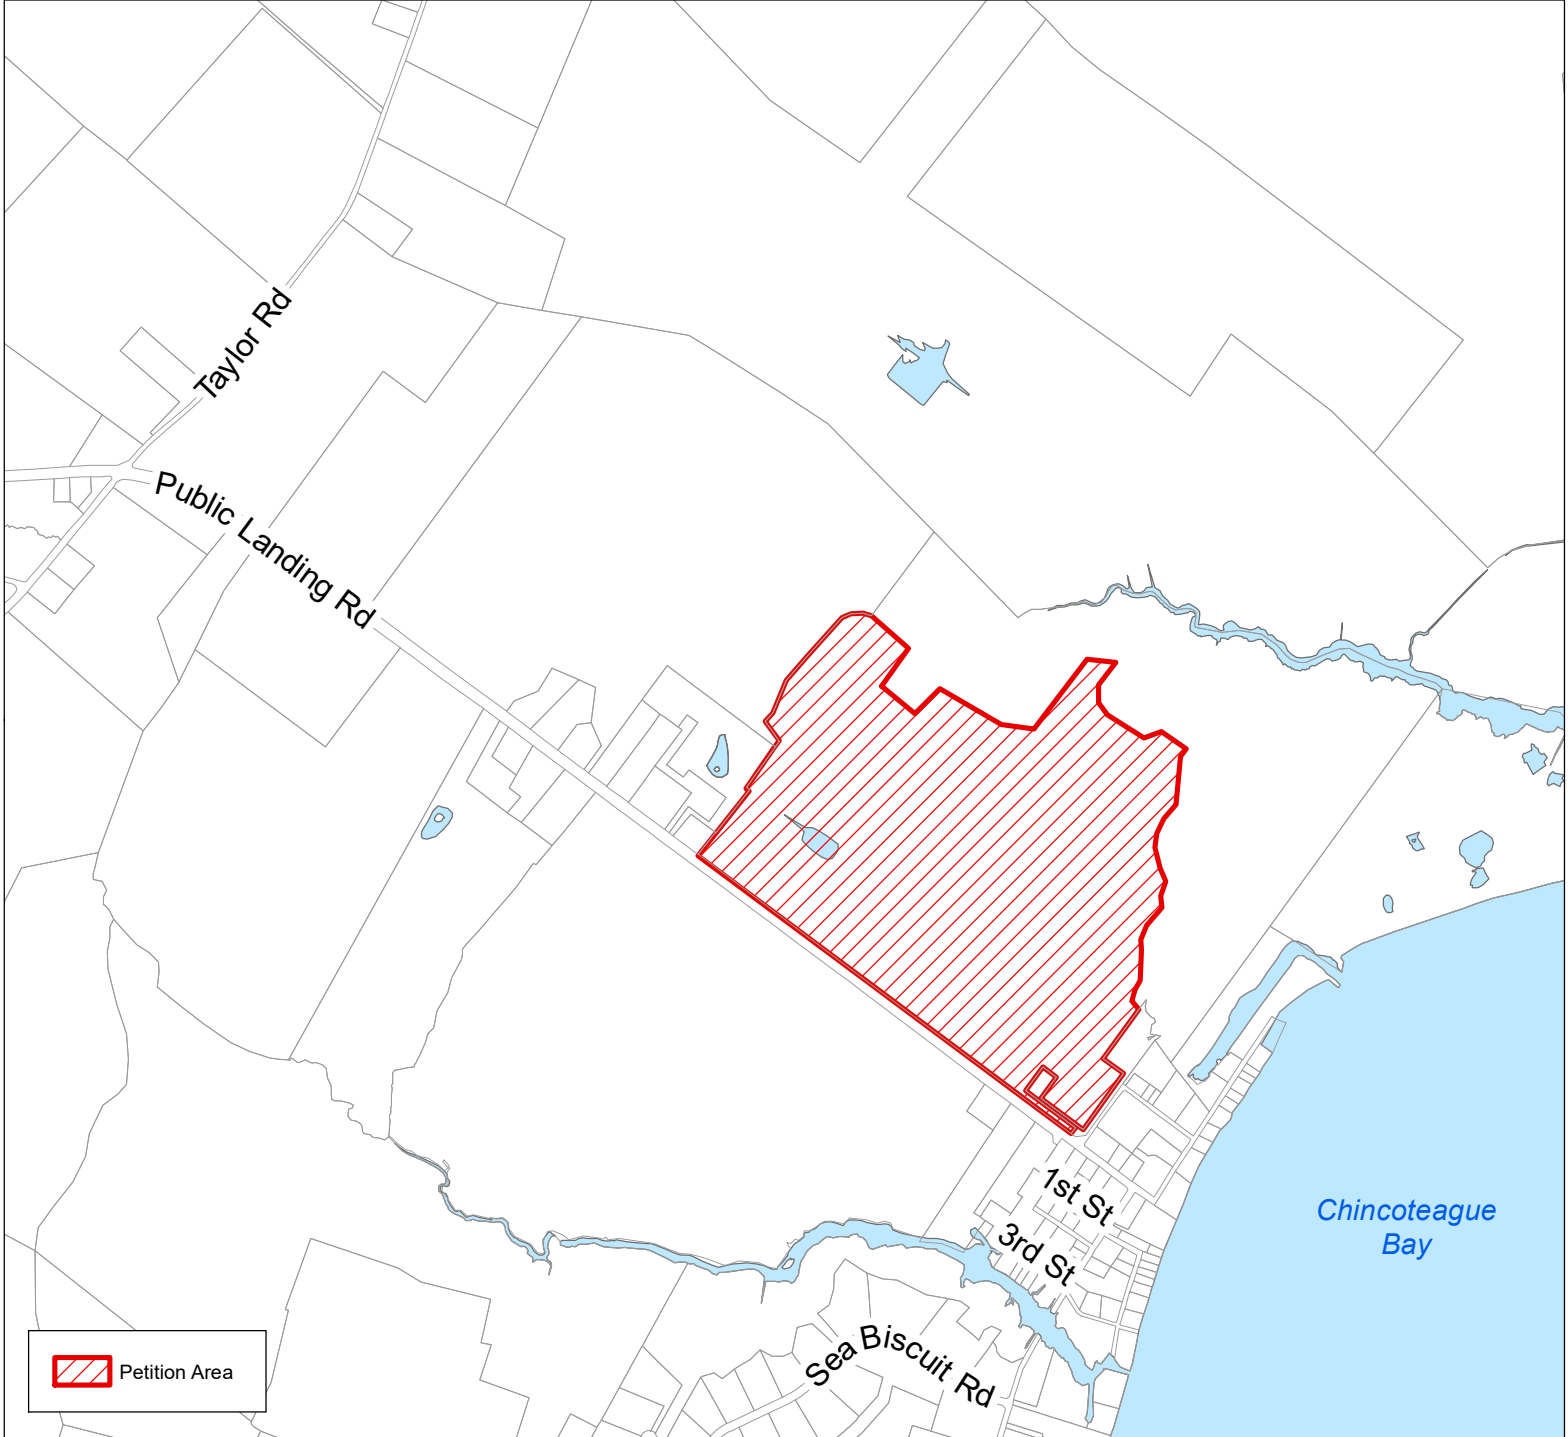 Taylor Rd
Public Landing Rd
1st St
3rd St
Chincoteague
Bay
Sea Biscuit Rd
Petition Area